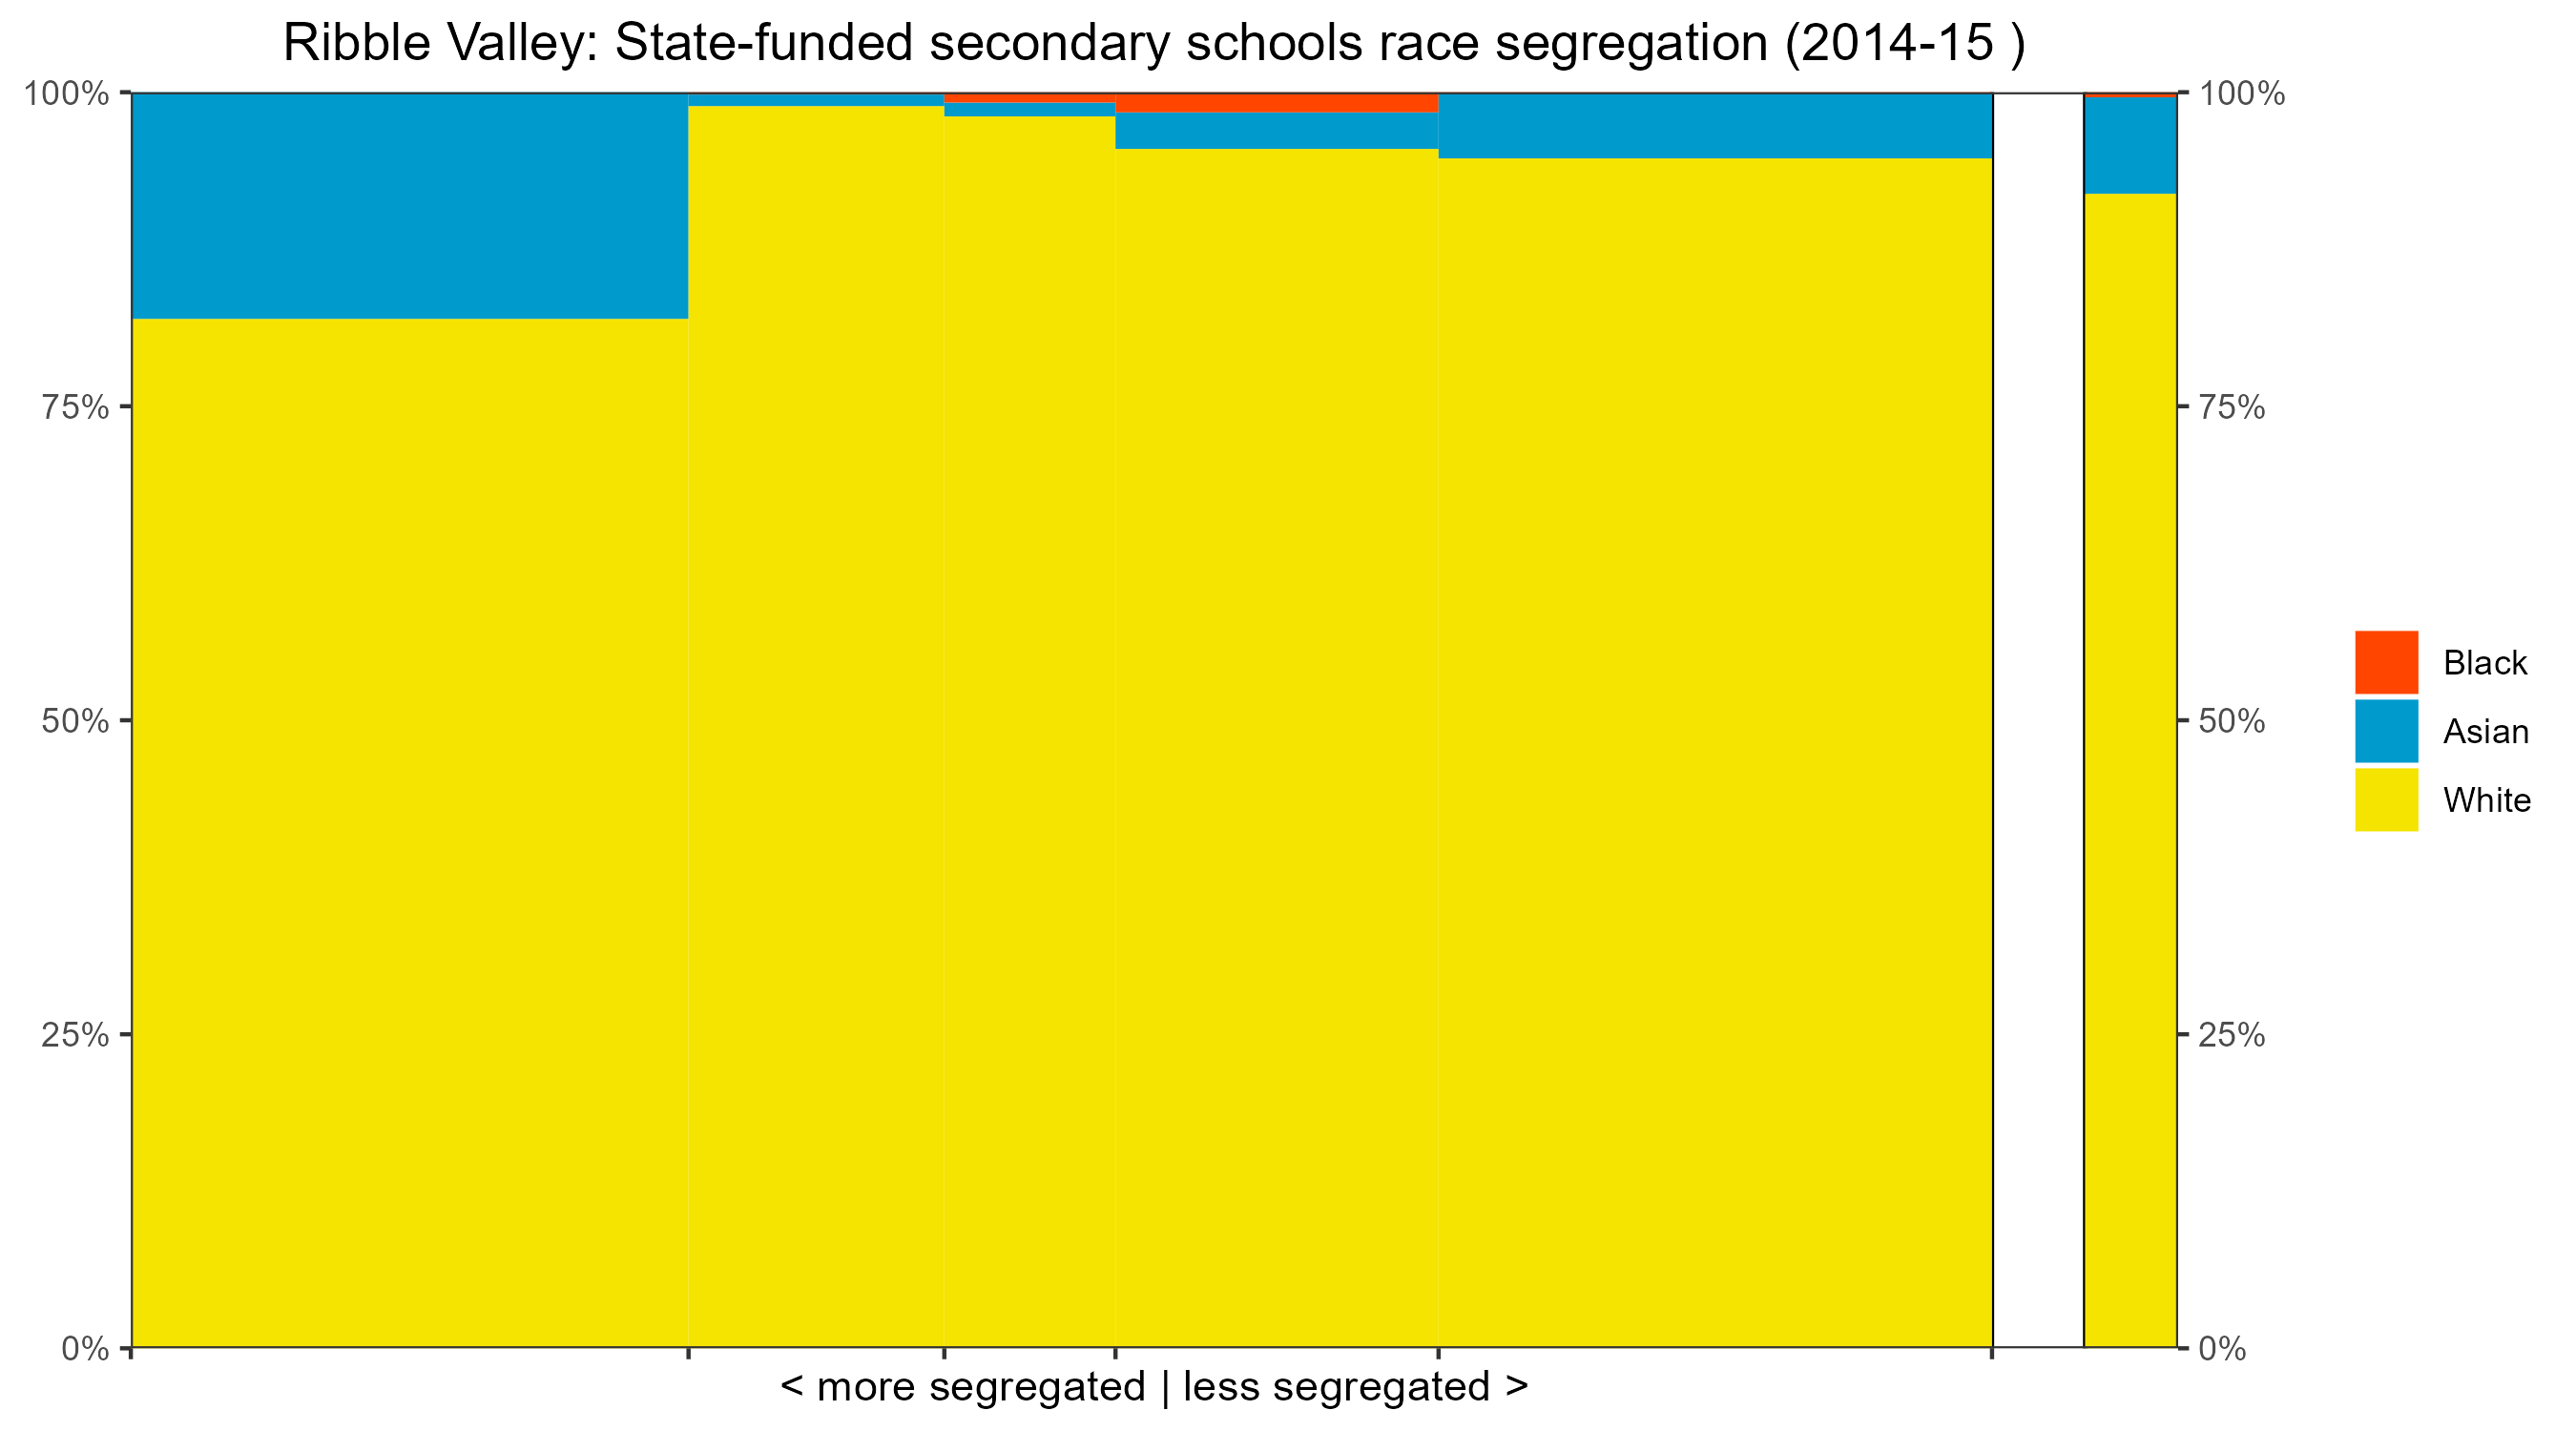 Ribble Valley: State-funded secondary schools race segregation (2014-15 )
100%
75%
50%
25%
0%
100%
75%
50%
25%
0%
Black
Asian
White
< more segregated | less segregated >